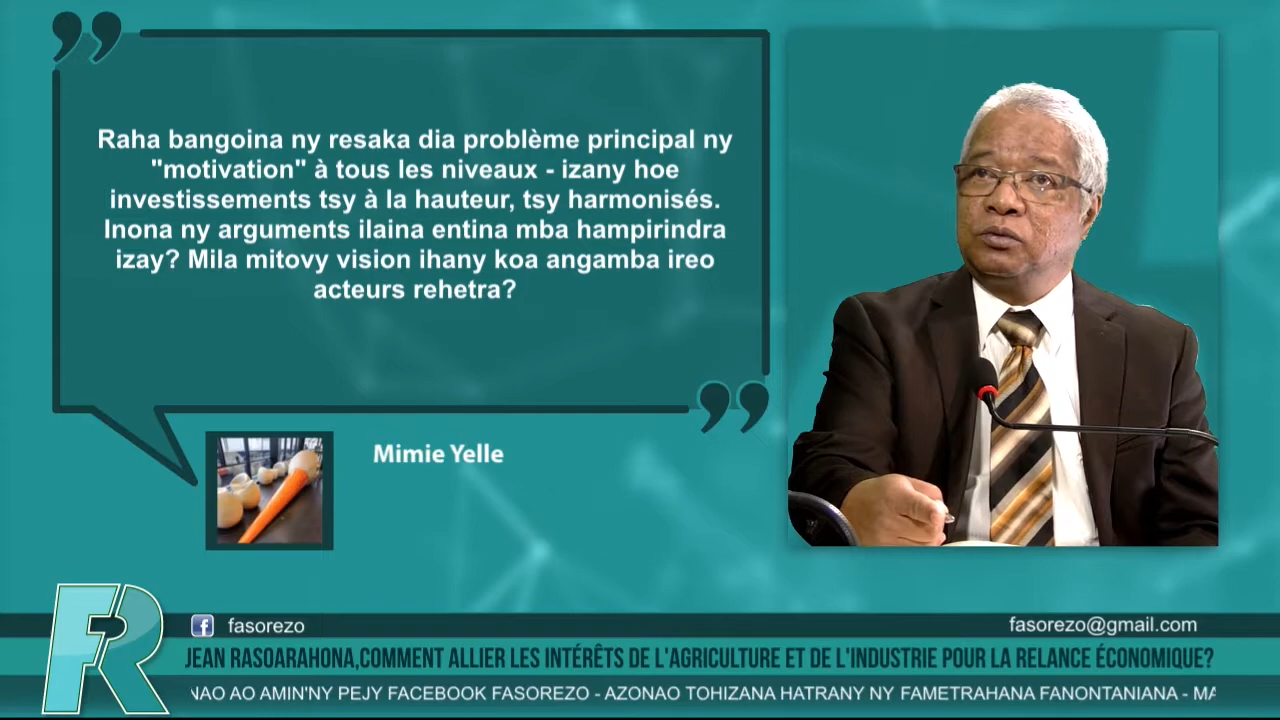 Raha bangoina ny resaka dia problème principal ny
"motivation" à tous les niveaux - izany hoe
investissements tsy à la hauteur, tsy harmonisés.
Inona ny arguments ilaina entina mba hampirindra
izay? Mila mitovy vision ihany koa angamba ireo
acteurs rehetra?
Mimie Yelle
FR
fasorezo
fasorezo@gmail.com
JEAN RASOARAHONA,COMMENT ALLIER LES INTÉRÊTS DE L'AGRICULTURE ET DE L'INDUSTRIE POUR LA RELANCE ÉCONOMIQUE?
NAO AO AMIN'NY PEJY FACEBOOK FASOREZO - AZONAO TOHIZANA HATRANY NY FAMETRAHANA FANONTANIANA - MA